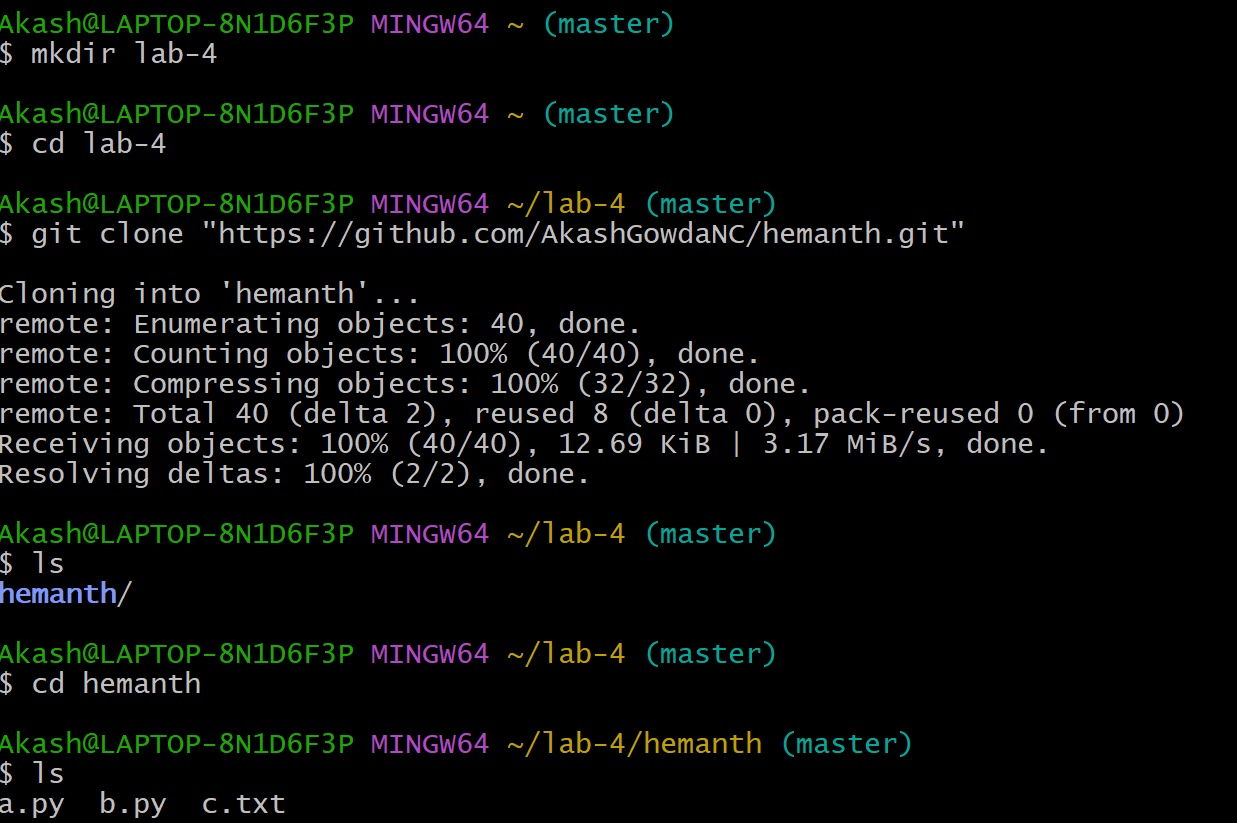 Akash@LAPTOP-8N1D6F3P MINGW64 ~ (master)
$ mkdir lab-4
Akash@LAPTOP-8N1D6F3P MINGW64 ~ (master)
$ cd lab-4
Akash@LAPTOP-8N1D6F3P MINGW64 ~/lab-4 (master)
$ git clone "https://github.com/AkashGowdaNC/hemanth.git"
Cloning into 'hemanth'...
remote: Enumerating objects: 40, done.
remote: Counting objects: 100% (40/40), done.
remote: Compressing objects: 100% (32/32), done.
remote: Total 40 (delta 2), reused 8 (delta 0), pack-reused 0 (from 0)
Receiving objects: 100% (40/40), 12.69 KiB | 3.17 MiB/s, done.
Resolving deltas: 100% (2/2), done.
Akash@LAPTOP-8N1D6F3P MINGW64 ~/lab-4 (master)
$ ls
hemanth/
Akash@LAPTOP-8N1D6F3P MINGW64 ~/lab-4 (master)
$ cd hemanth
Akash@LAPTOP-8N1D6F3P MINGW64 ~/lab-4/hemanth (master)
$ ls
a.py  b.py  c.txt